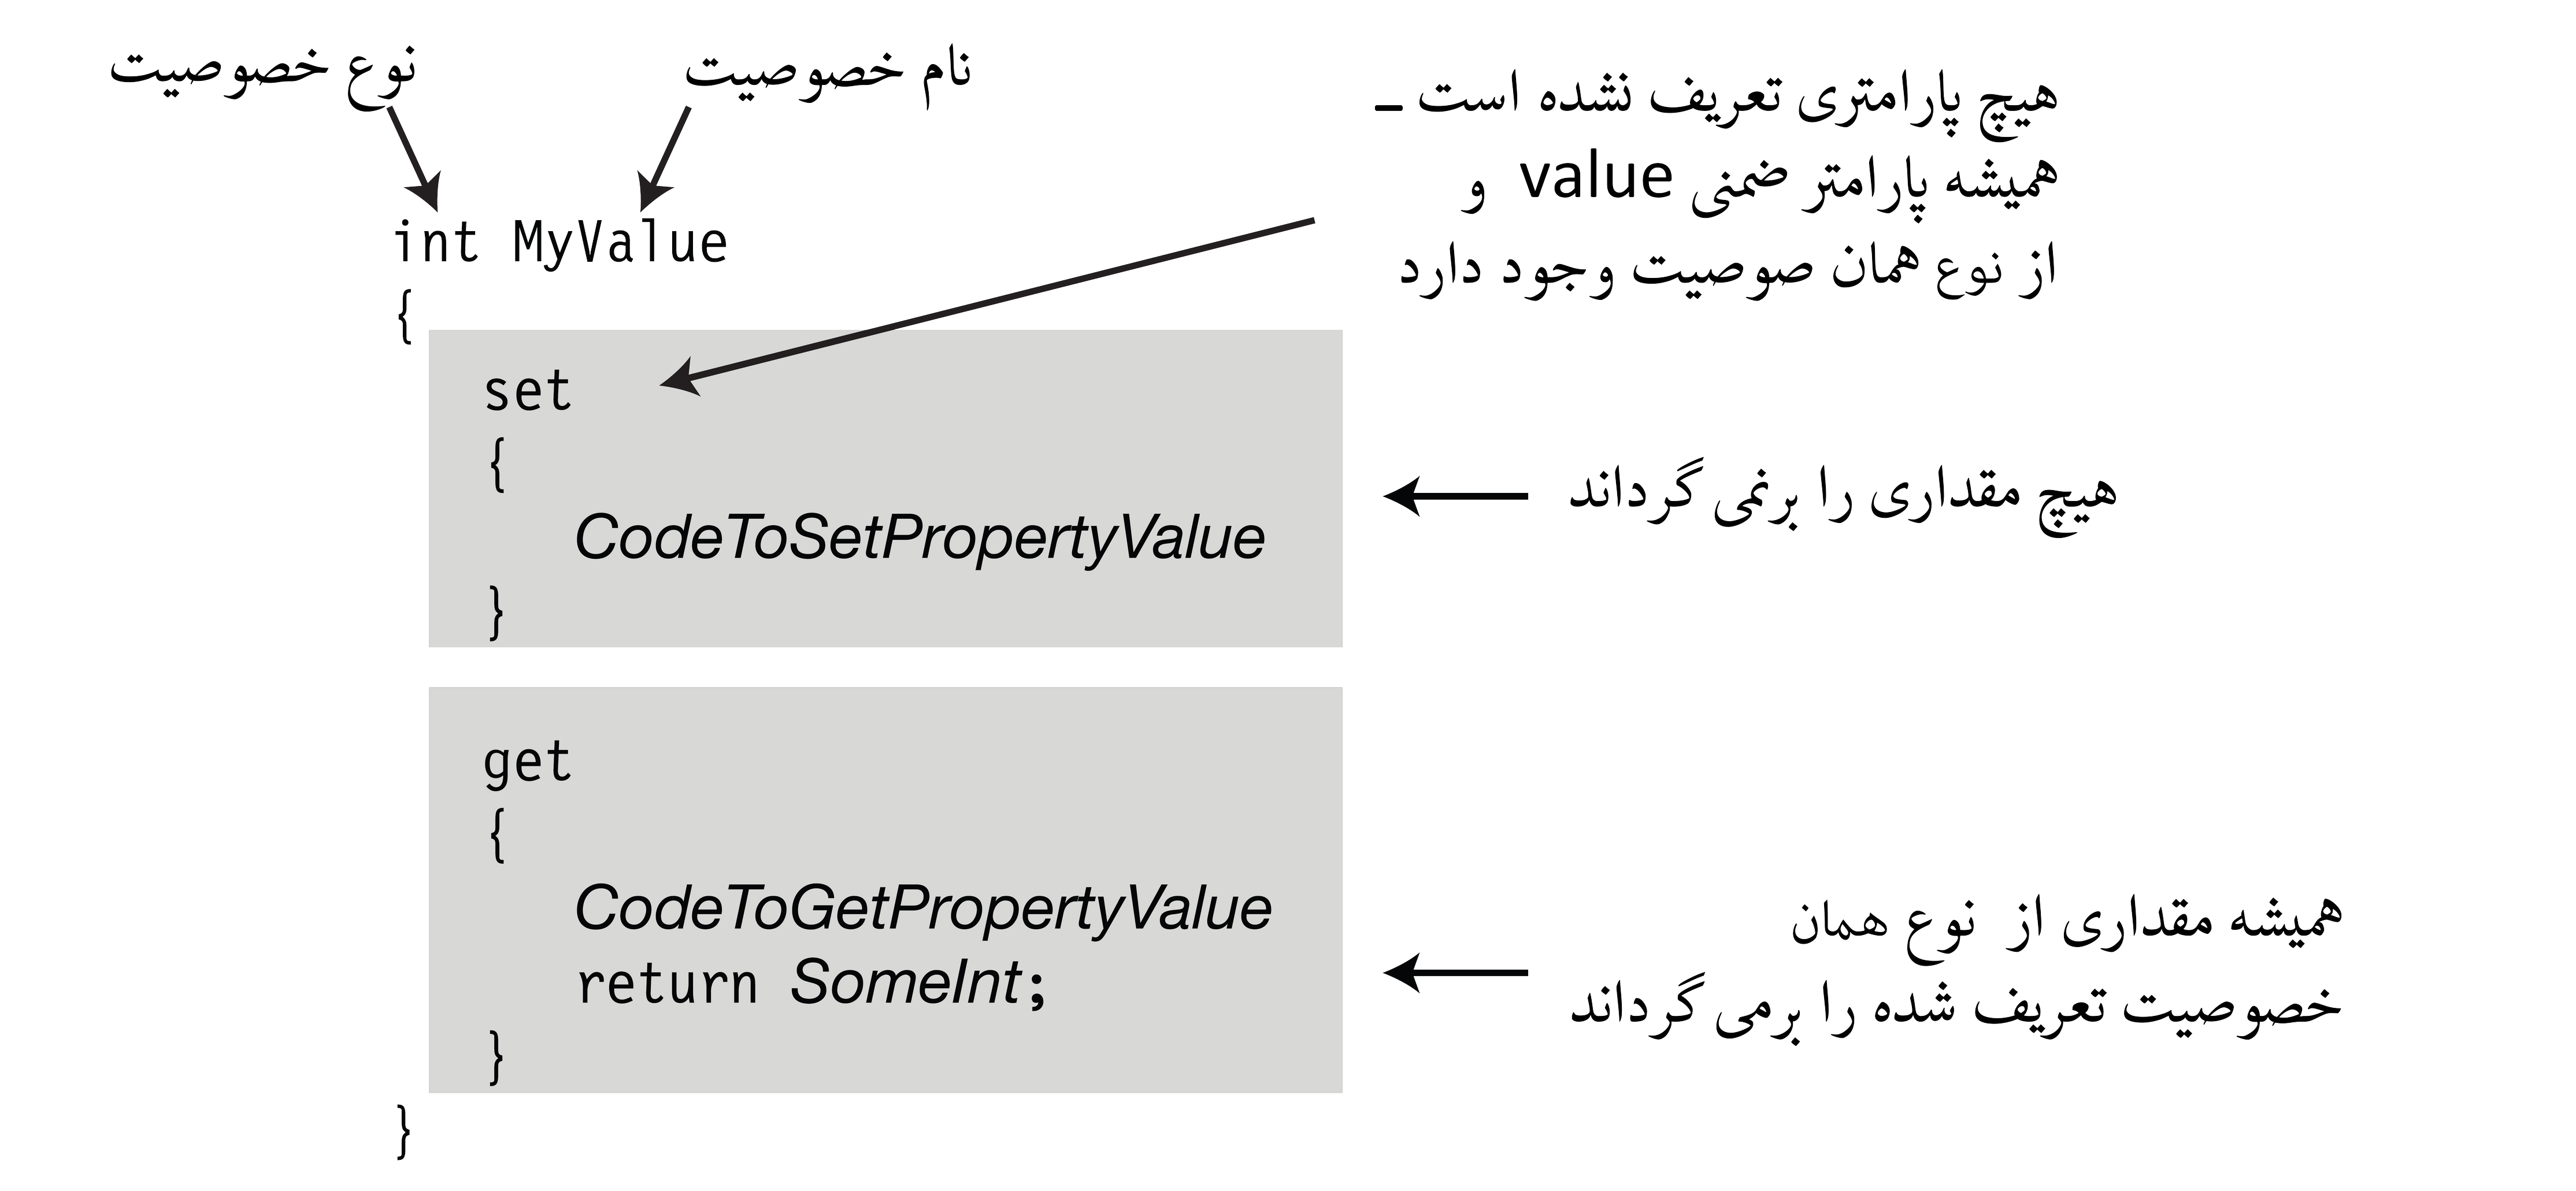 نوع خصوصیت
نام خصوصیت
هیچ پارامتری تعریف نشده است -
همیشه پارامتر ضمنی value و
از نوع همان صوصیت وجود دارد
int MyValue
{
set
{
CodeToSetPropertyValue
}
هیچ مقداری را برنمی گرداند
get
{
CodeToGetPropertyValue
return SomeInt;
}
همیشه مقداری از نوع همان
خصوصیت تعریف شده را برمی گرداند
}